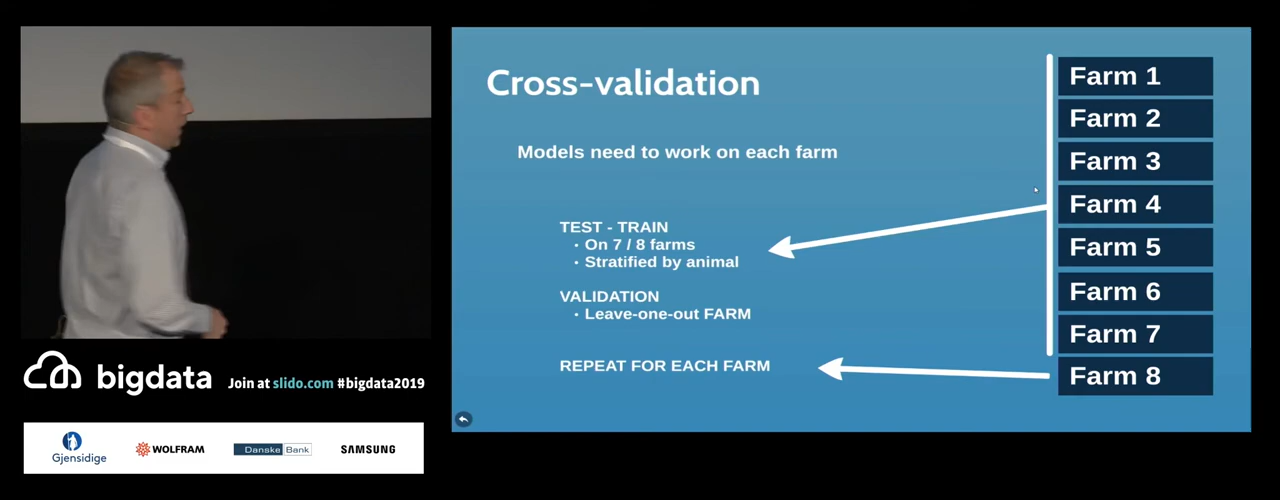 Cross-validation
Models need to work on each farm
TEST - TRAIN
• On 7 / 8 farms
• Stratified by animal
VALIDATION
• Leave-one-out FARM
REPEAT FOR EACH FARM
Farm 1
Farm 2
Farm 3
Farm 4
Farm 5
Farm 6
Farm 7
Farm 8
bigdata
Join at slido.com #bigdata2019
Gjensidige
WOLFRAM
Danske Bank
SAMSUNG